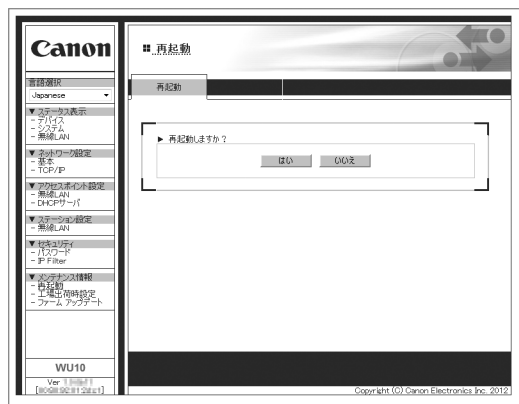 Canon
言語選択
Japanese
▼ ステータス表示
- デバイス
- システム
- 無線LAN
▼ ネットワーク設定
- 基本
- TCP/IP
▼ アクセスポイント設定
- 無線LAN
- DHCPサーバ
▼ ステーション設定
- 無線LAN
▼ セキュリティ
- パスワード
- IP Filter
▼ メンテナンス情報
- 再起動
- 工場出荷時設定
- ファーム アップデート
WU10
Ver
再起動
再起動
▶ 再起動しますか？
はい いいえ
Copyright (C) Canon Electronics Inc. 2012